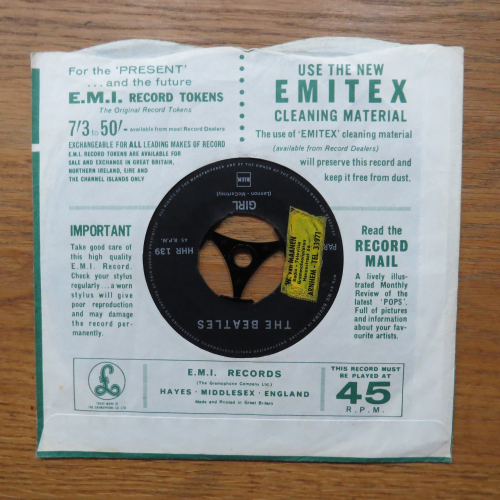 For the 'PRESENT'
...and the future
E.M.I. RECORD TOKENS
The Original Record Tokens
7/3 to 50/- available from most Record Dealers
EXCHANGEABLE FOR ALL LEADING MAKES OF RECORD
E.M.I. RECORD TOKENS ARE AVAILABLE FOR
SALE AND EXCHANGE IN GREAT BRITAIN,
NORTHERN IRELAND, EIRE AND
THE CHANNEL ISLANDS ONLY
USE THE NEW
EMITEX
CLEANING MATERIAL
The use of 'EMITEX' cleaning material
(available from Record Dealers)
will preserve this record and
keep it free from dust.
IMPORTANT
Take good care of
this high quality
E.M.I. Record.
Check your stylus
regularly...a worn
stylus will give
poor reproduction
and may damage
the record per-
manently.
GIRL
(Lennon - McCartney)
HHR 139
45 R.P.M.
THE BEATLES
W. van MAANEN
ARNHEM - TEL. 33971
Read the
RECORD
MAIL
A lively illus-
trated Monthly
Review of the
latest 'POPS'.
Full of pictures
and information
about your fav-
ourite artists.
E.M.I. RECORDS
(The Gramophone Company Ltd.)
HAYES · MIDDLESEX · ENGLAND
Made and Printed in Great Britain
THIS RECORD MUST
BE PLAYED AT
45
R.P.M.